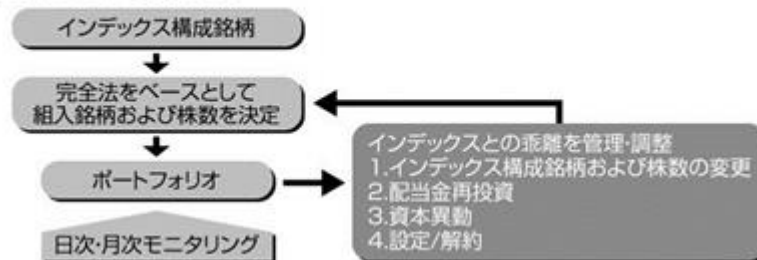 インデックス構成銘柄
完全法をベースとして
組入銘柄および株数を決定
ポートフォリオ
日次・月次モニタリング
インデックスとの乖離を管理・調整
1.インデックス構成銘柄および株数の変更
2.配当金再投資
3.資本異動
4.設定/解約